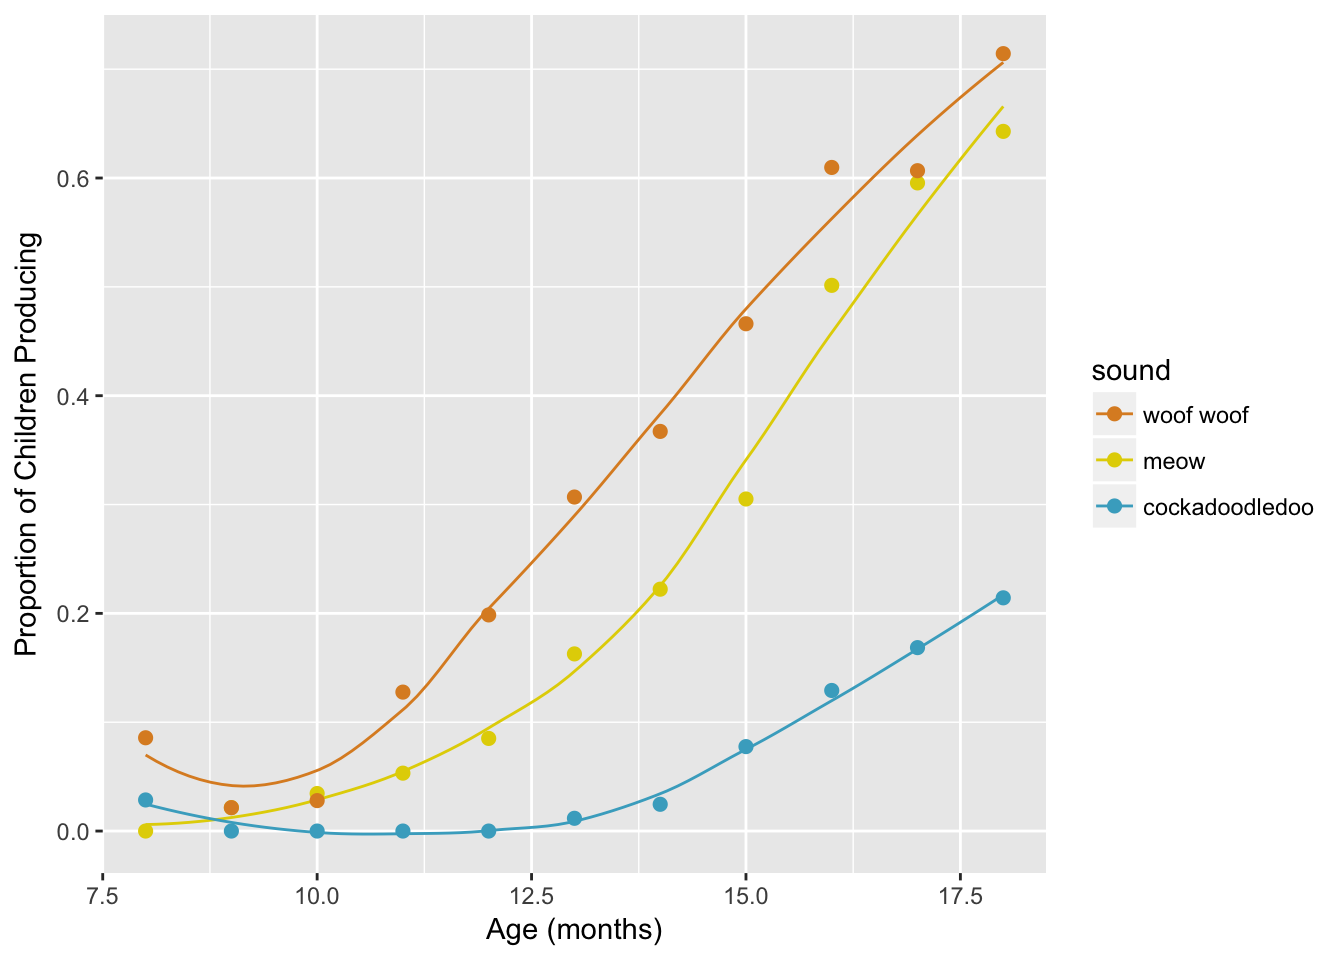 0.6
0.4
0.2
0.0
7.5 10.0 12.5 15.0 17.5
Age (months)
Proportion of Children Producing
sound
woof woof
meow
cockadoodledoo